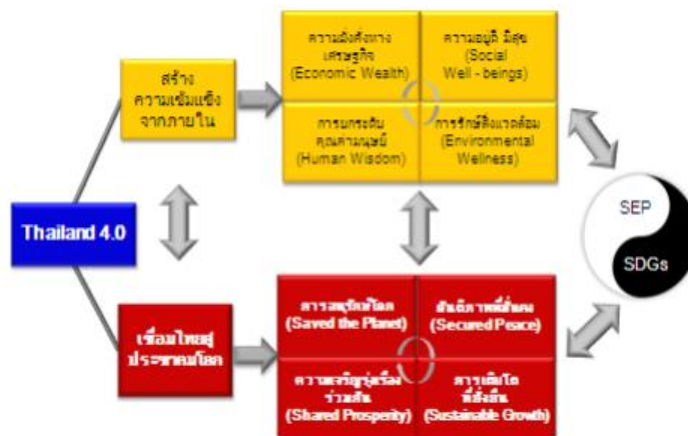 ความมั่งคั่งทาง
เศรษฐกิจ
(Economic Wealth)
ความอยู่ดี มีสุข
(Social
Well - beings)
สร้าง
ความเข้มแข็ง
จากภายใน
การยกระดับ
คุณค่ามนุษย์
(Human Wisdom)
การรักษ์สิ่งแวดล้อม
(Environmental
Wellness)
Thailand 4.0
SEP
SDGs
เชื่อมไทยสู่
ประชาคมโลก
การอนุรักษ์โลก
(Saved the Planet)
สันติภาพที่มั่นคง
(Secured Peace)
ความเจริญรุ่งเรือง
ร่วมกัน
(Shared Prosperity)
การเติบโต
ที่ยั่งยืน
(Sustainable Growth)